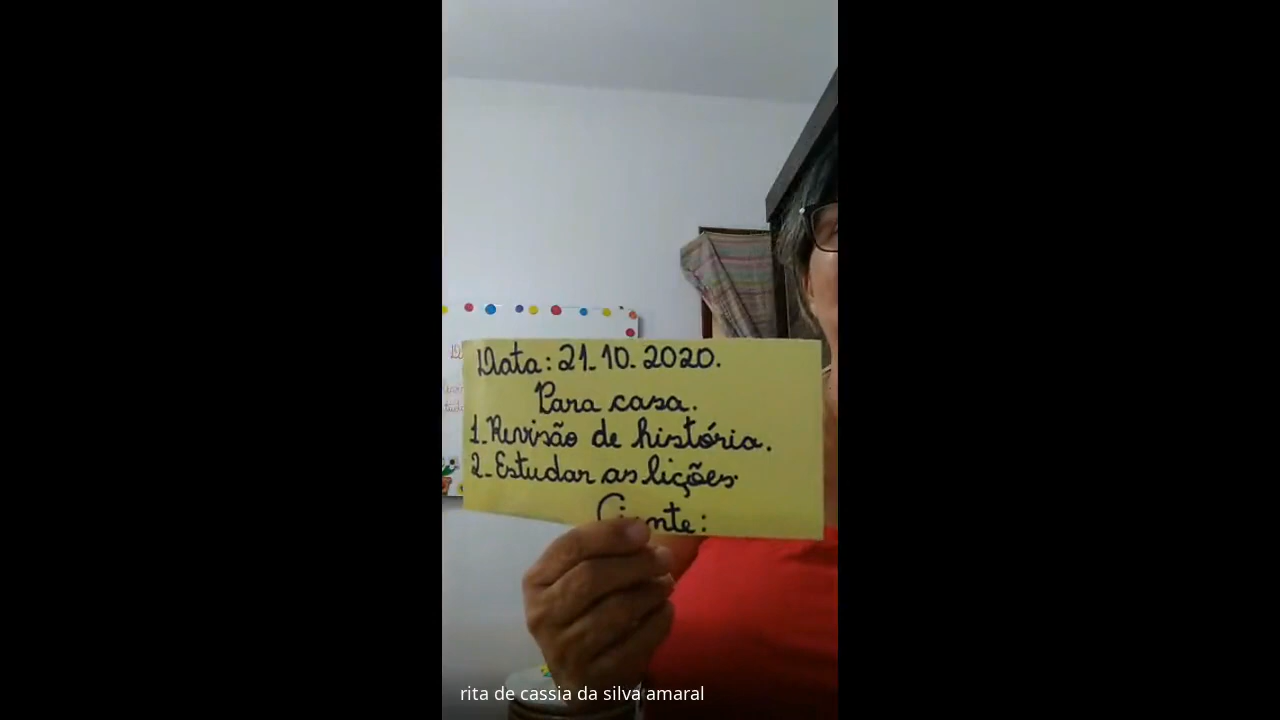 Data: 21.10.2020.
Para casa.
1. Revisão de história.
2. Estudar as lições.
Ciente:
rita de cassia da silva amaral